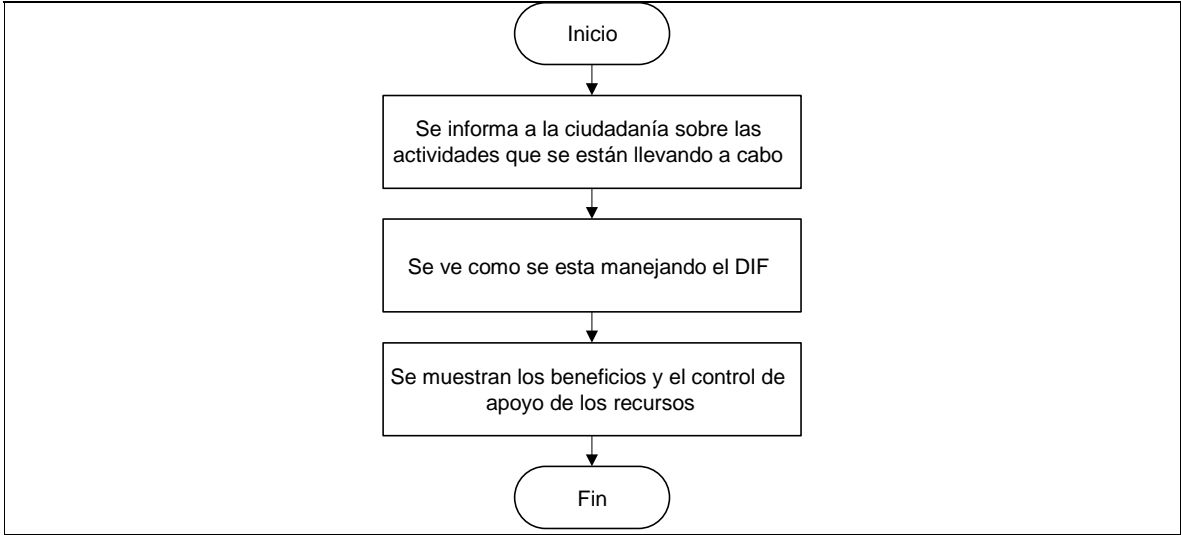 Inicio
Se informa a la ciudadanía sobre las
actividades que se están llevando a cabo
Se ve como se esta manejando el DIF
Se muestran los beneficios y el control de
apoyo de los recursos
Fin